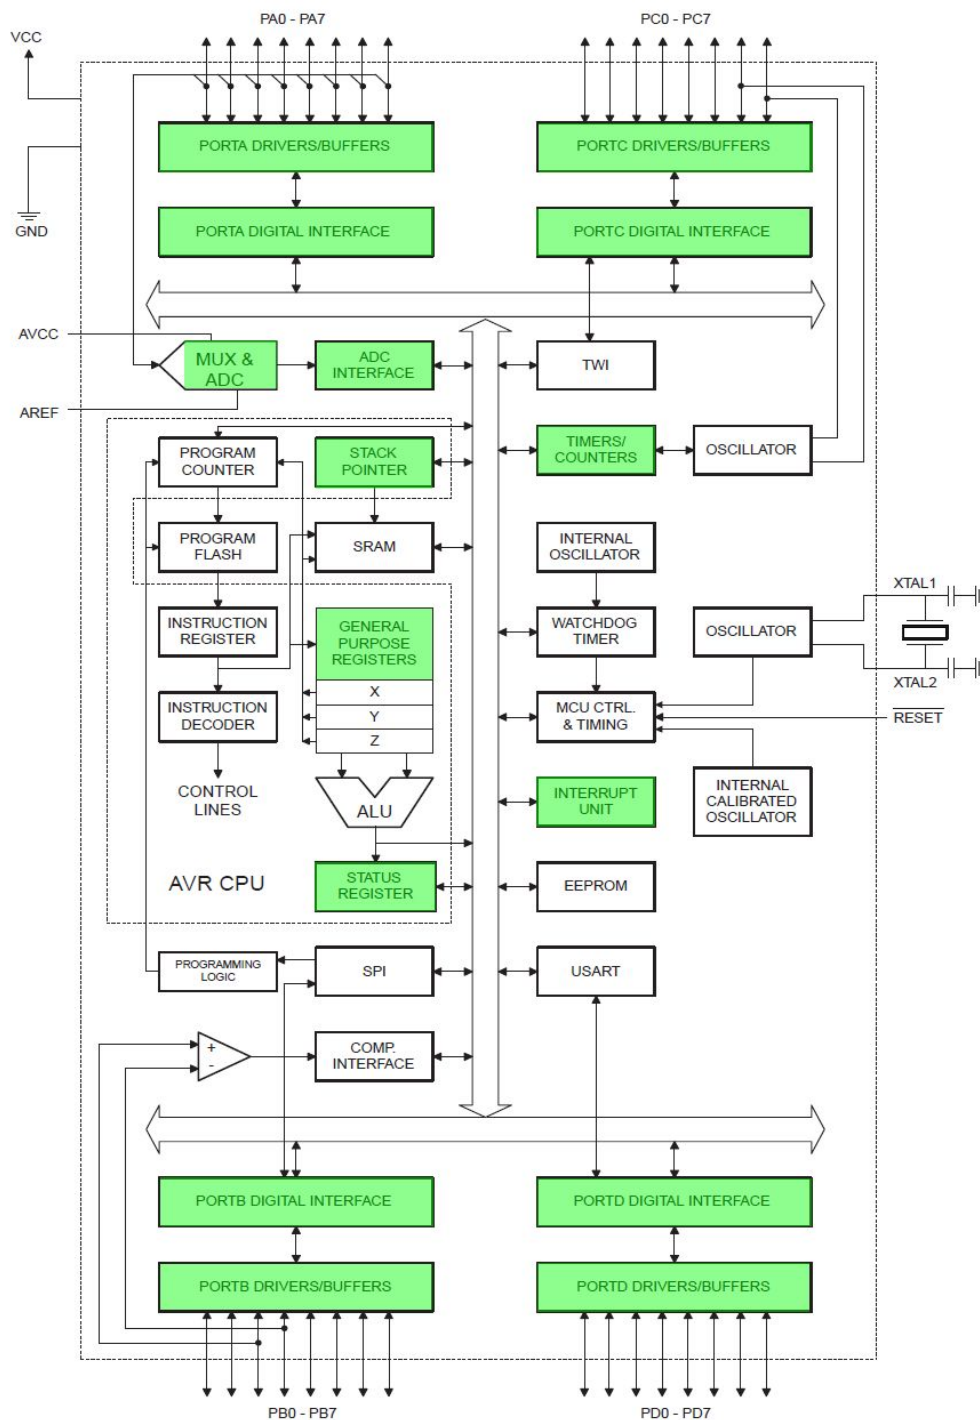 PA0 - PA7
PC0 - PC7
VCC
PORTA DRIVERS/BUFFERS
PORTC DRIVERS/BUFFERS
GND
PORTA DIGITAL INTERFACE
PORTC DIGITAL INTERFACE
AVCC
MUX &
ADC
ADC
INTERFACE
TWI
AREF
PROGRAM
COUNTER
STACK
POINTER
TIMERS/
COUNTERS
OSCILLATOR
PROGRAM
FLASH
SRAM
INTERNAL
OSCILLATOR
XTAL1
INSTRUCTION
REGISTER
GENERAL
PURPOSE
REGISTERS
WATCHDOG
TIMER
OSCILLATOR
X
XTAL2
INSTRUCTION
DECODER
Y
MCU CTRL.
& TIMING
RESET
Z
CONTROL
LINES
ALU
INTERRUPT
UNIT
INTERNAL
CALIBRATED
OSCILLATOR
AVR CPU
STATUS
REGISTER
EEPROM
PROGRAMMING
LOGIC
SPI
USART
+
-
COMP.
INTERFACE
PORTB DIGITAL INTERFACE
PORTD DIGITAL INTERFACE
PORTB DRIVERS/BUFFERS
PORTD DRIVERS/BUFFERS
PB0 - PB7
PD0 - PD7